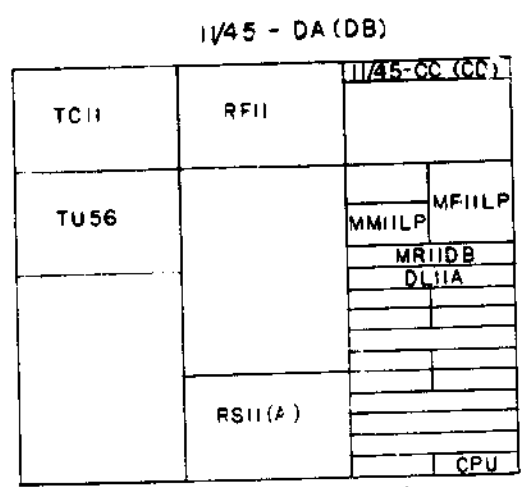 11/45 - DA (DB)
11/45-CC (CD)
TC11
RF11
TU56
MF11LP
MM11LP
MR11DB
DL11A
RS11(A)
CPU